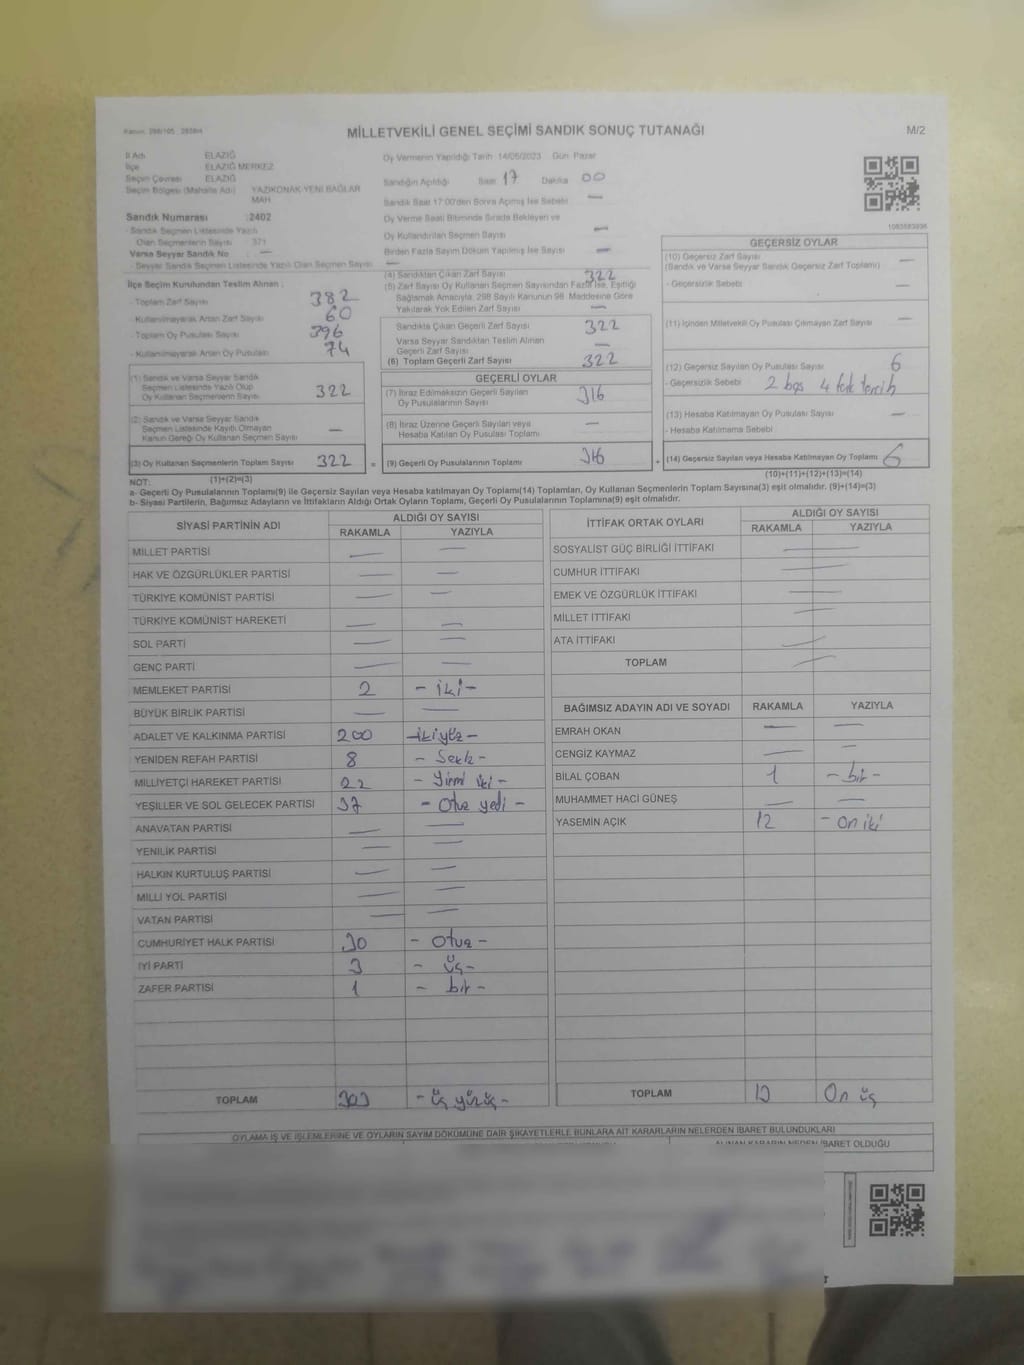 Kanun: 298/105 , 2839/4
MİLLETVEKİLİ GENEL SEÇİMİ SANDIK SONUÇ TUTANAĞI
M/2
İl Adı ELAZIĞ
İlçe ELAZIĞ MERKEZ
Seçim Çevresi ELAZIĞ
Seçim Bölgesi (Mahalle Adı) YAZIKONAK-YENİ BAĞLAR MAH
Sandık Numarası :2402
- Sandık Seçmen Listesinde Yazılı
Olan Seçmenlerin Sayısı : 371
Varsa Seyyar Sandık No : —
- Seyyar Sandık Seçmen Listesinde Yazılı Olan Seçmen Sayısı : —
Oy Vermenin Yapıldığı Tarih :14/05/2023 Gün: Pazar
Sandığın Açıldığı Saat 17 Dakika 00
Sandık Saat 17:00'den Sonra Açılmış İse Sebebi —
Oy Verme Saati Bitiminde Sırada Bekleyen ve
Oy Kullandırılan Seçmen Sayısı —
Birden Fazla Sayım Döküm Yapılmış İse Sayısı —
1083583936
İlçe Seçim Kurulundan Teslim Alınan :
- Toplam Zarf Sayısı 382
- Kullanılmayarak Artan Zarf Sayısı 60
- Toplam Oy Pusulası Sayısı 396
- Kullanılmayarak Artan Oy Pusulası 74
(1) Sandık ve Varsa Seyyar Sandık
Seçmen Listesinde Yazılı Olup
Oy Kullanan Seçmenlerin Sayısı 322
(2) Sandık ve Varsa Seyyar Sandık
Seçmen Listesinde Kayıtlı Olmayan
Kanun Gereği Oy Kullanan Seçmen Sayısı —
(3) Oy Kullanan Seçmenlerin Toplam Sayısı 322
(4) Sandıktan Çıkan Zarf Sayısı 322
(5) Zarf Sayısı Oy Kullanan Seçmen Sayısından Fazla İse, Eşitliği
Sağlamak Amacıyla, 298 Sayılı Kanunun 98. Maddesine Göre
Yakılarak Yok Edilen Zarf Sayısı —
Sandıkta Çıkan Geçerli Zarf Sayısı 322
Varsa Seyyar Sandıktan Teslim Alınan
Geçerli Zarf Sayısı —
(6) Toplam Geçerli Zarf Sayısı 322
GEÇERLİ OYLAR
(7) İtiraz Edilmeksizin Geçerli Sayılan
Oy Pusulalarının Sayısı 316
(8) İtiraz Üzerine Geçerli Sayılan veya
Hesaba Katılan Oy Pusulası Toplamı —
= (9) Geçerli Oy Pusulalarının Toplamı 316
GEÇERSİZ OYLAR
(10) Geçersiz Zarf Sayısı
(Sandık ve Varsa Seyyar Sandık Geçersiz Zarf Toplamı) —
- Geçersizlik Sebebi : —
(11) İçinden Milletvekili Oy Pusulası Çıkmayan Zarf Sayısı —
(12) Geçersiz Sayılan Oy Pusulası Sayısı 6
- Geçersizlik Sebebi : 2 boş 4 fark tercih
(13) Hesaba Katılmayan Oy Pusulası Sayısı —
- Hesaba Katılmama Sebebi :
+ (14) Geçersiz Sayılan veya Hesaba Katılmayan Oy Toplamı 6
NOT: (1)+(2)=(3)
(10)+(11)+(12)+(13)=(14)
a- Geçerli Oy Pusulalarının Toplamı(9) ile Geçersiz Sayılan veya Hesaba katılmayan Oy Toplamı(14) Toplamları, Oy Kullanan Seçmenlerin Toplam Sayısına(3) eşit olmalıdır. (9)+(14)=(3)
b- Siyasi Partilerin, Bağımsız Adayların ve İttifakların Aldığı Ortak Oyların Toplamı, Geçerli Oy Pusulalarının Toplamına(9) eşit olmalıdır.
SİYASİ PARTİNİN ADI ALDIĞI OY SAYISI
RAKAMLA YAZIYLA
MİLLET PARTİSİ — —
HAK VE ÖZGÜRLÜKLER PARTİSİ — —
TÜRKİYE KOMÜNİST PARTİSİ — —
TÜRKİYE KOMÜNİST HAREKETİ — —
SOL PARTİ — —
GENÇ PARTİ — —
MEMLEKET PARTİSİ 2 - iki -
BÜYÜK BİRLİK PARTİSİ — —
ADALET VE KALKINMA PARTİSİ 200 - ikiyüz -
YENİDEN REFAH PARTİSİ 8 - Sekiz -
MİLLİYETÇİ HAREKET PARTİSİ 22 - Yirmi iki -
YEŞİLLER VE SOL GELECEK PARTİSİ 37 - Otuz yedi -
ANAVATAN PARTİSİ — —
YENİLİK PARTİSİ — —
HALKIN KURTULUŞ PARTİSİ — —
MİLLİ YOL PARTİSİ — —
VATAN PARTİSİ — —
CUMHURİYET HALK PARTİSİ 30 - Otuz -
İYİ PARTİ 3 - üç -
ZAFER PARTİSİ 1 - bir -
TOPLAM 303 - üç yüz üç -
İTTİFAK ORTAK OYLARI ALDIĞI OY SAYISI
RAKAMLA YAZIYLA
SOSYALİST GÜÇ BİRLİĞİ İTTİFAKI —
CUMHUR İTTİFAKI —
EMEK VE ÖZGÜRLÜK İTTİFAKI —
MİLLET İTTİFAKI —
ATA İTTİFAKI —
TOPLAM —
BAĞIMSIZ ADAYIN ADI VE SOYADI RAKAMLA YAZIYLA
EMRAH OKAN — —
CENGİZ KAYMAZ — —
BİLAL ÇOBAN 1 - bir -
MUHAMMET HACİ GÜNEŞ — —
YASEMİN AÇIK 12 - on iki
TOPLAM 13 On üç
OYLAMA İŞ VE İŞLEMLERİNE VE OYLARIN SAYIM DÖKÜMÜNE DAİR ŞİKAYETLERLE BUNLARA AİT KARARLARIN NELERDEN İBARET BULUNDUKLARI
ALINAN KARARIN NEDEN İBARET OLDUĞU